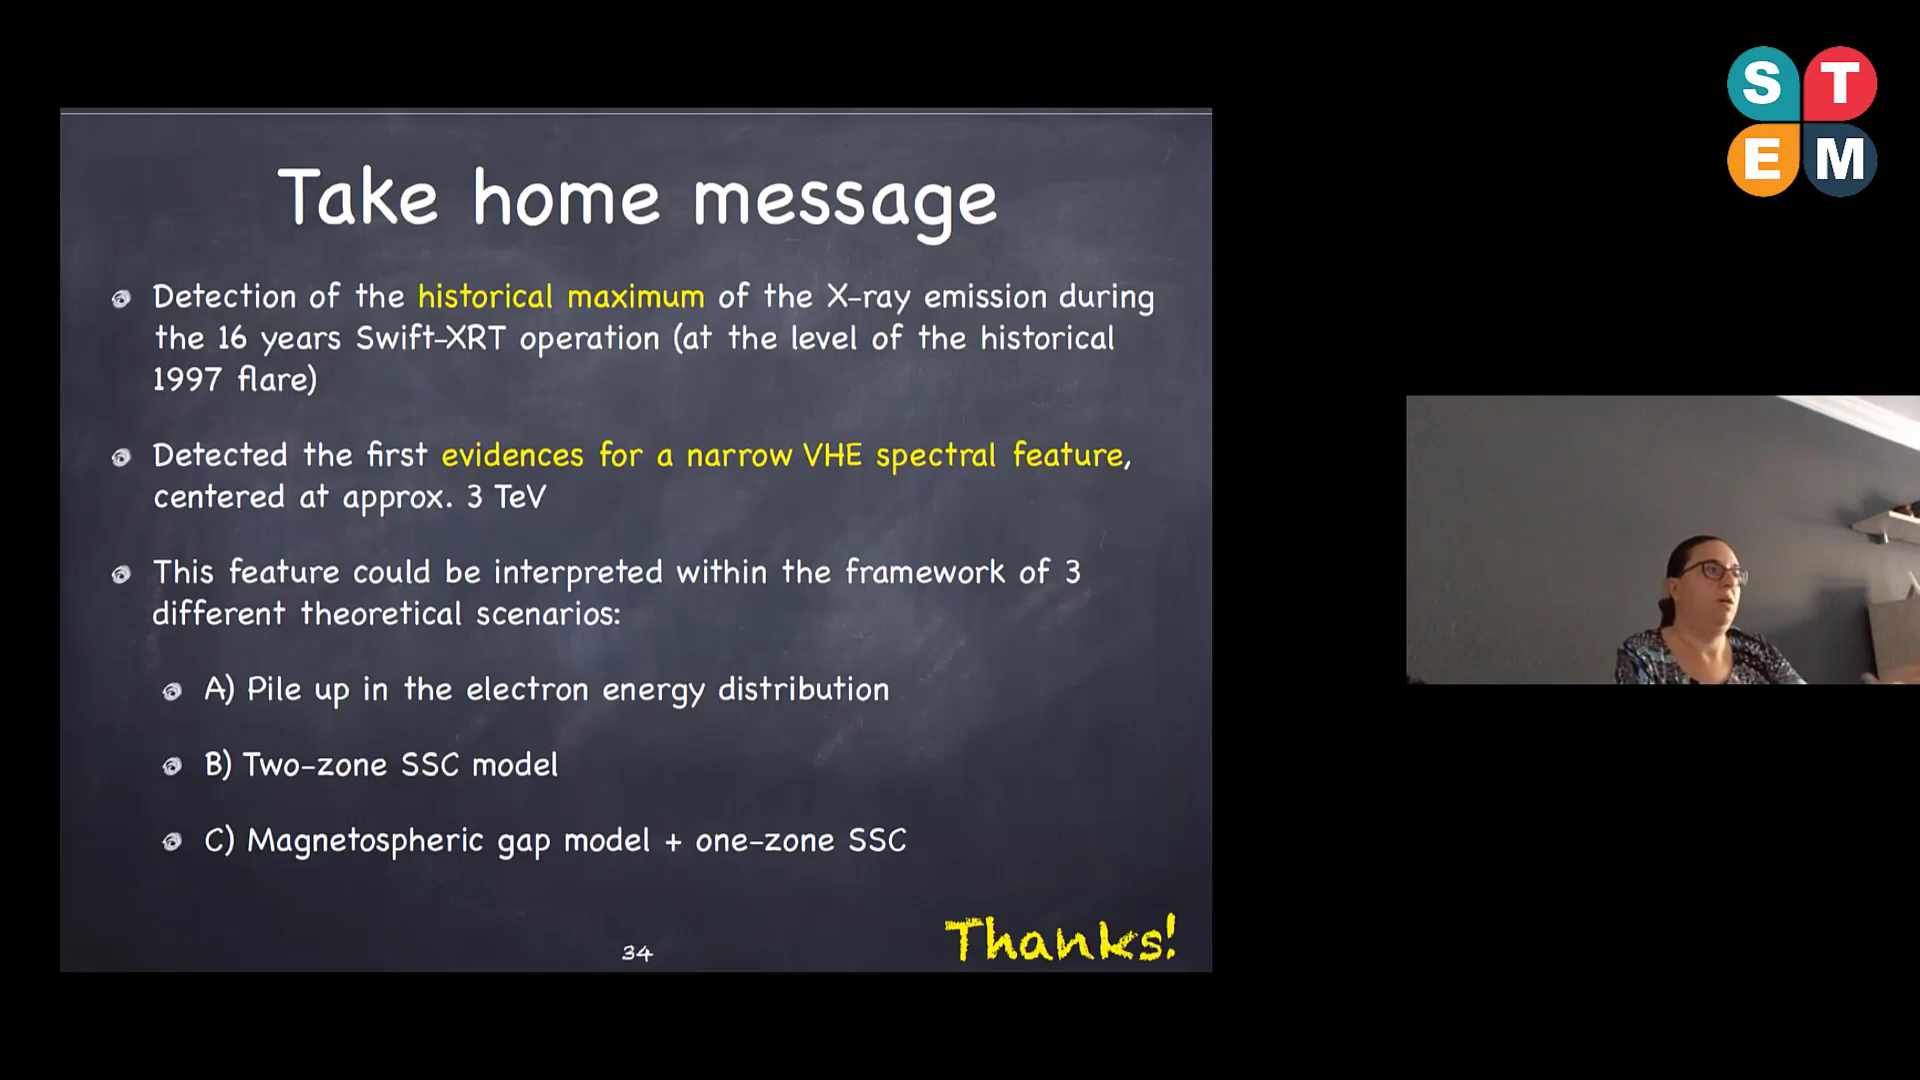 S T
E M
Take home message
Detection of the historical maximum of the X-ray emission during
the 16 years Swift-XRT operation (at the level of the historical
1997 flare)
Detected the first evidences for a narrow VHE spectral feature,
centered at approx. 3 TeV
This feature could be interpreted within the framework of 3
different theoretical scenarios:
A) Pile up in the electron energy distribution
B) Two-zone SSC model
C) Magnetospheric gap model + one-zone SSC
Thanks!
34